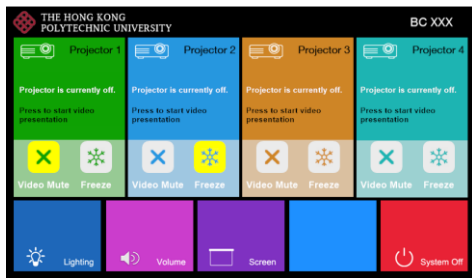 THE HONG KONG
POLYTECHNIC UNIVERSITY
BC XXX
Projector 1
Projector is currently off.
Press to start video
presentation
Video Mute Freeze
Projector 2
Projector is currently off.
Press to start video
presentation
Video Mute Freeze
Projector 3
Projector is currently off.
Press to start video
presentation
Video Mute Freeze
Projector 4
Projector is currently off.
Press to start video
presentation
Video Mute Freeze
Lighting
Volume
Screen
System Off